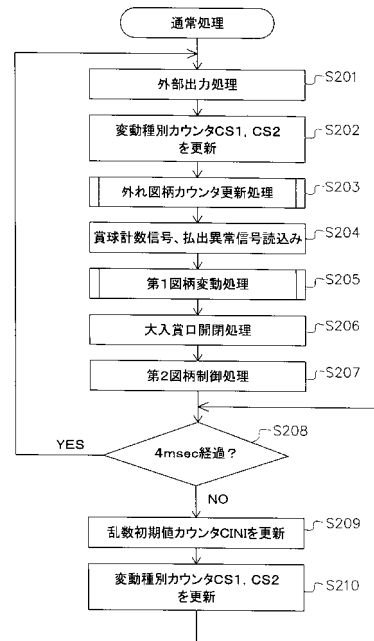 通常処理
外部出力処理
S201
変動種別カウンタCS1, CS2
を更新
S202
外れ図柄カウンタ更新処理
S203
賞球計数信号、払出異常信号読込み
S204
第1図柄変動処理
S205
大入賞口開閉処理
S206
第2図柄制御処理
S207
4msec経過?
S208
YES
NO
乱数初期値カウンタCINIを更新
S209
変動種別カウンタCS1, CS2
を更新
S210